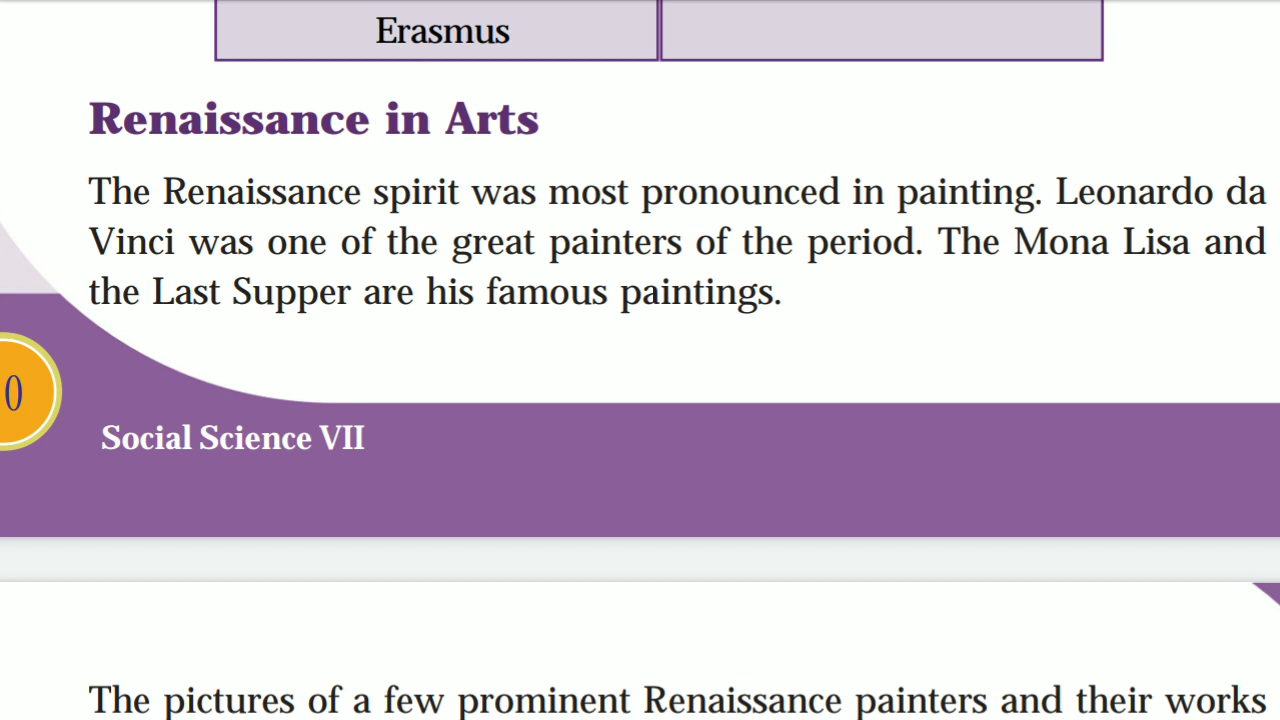 Erasmus
Renaissance in Arts
The Renaissance spirit was most pronounced in painting. Leonardo da
Vinci was one of the great painters of the period. The Mona Lisa and
the Last Supper are his famous paintings.
0
Social Science VII
The pictures of a few prominent Renaissance painters and their works